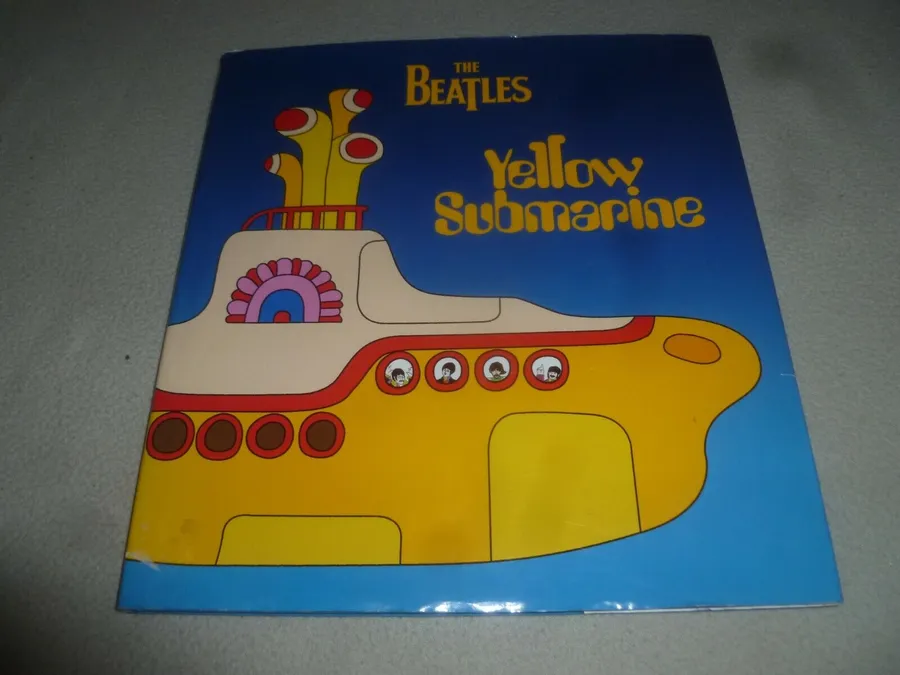 THE
BEATLES
Yellow
Submarine